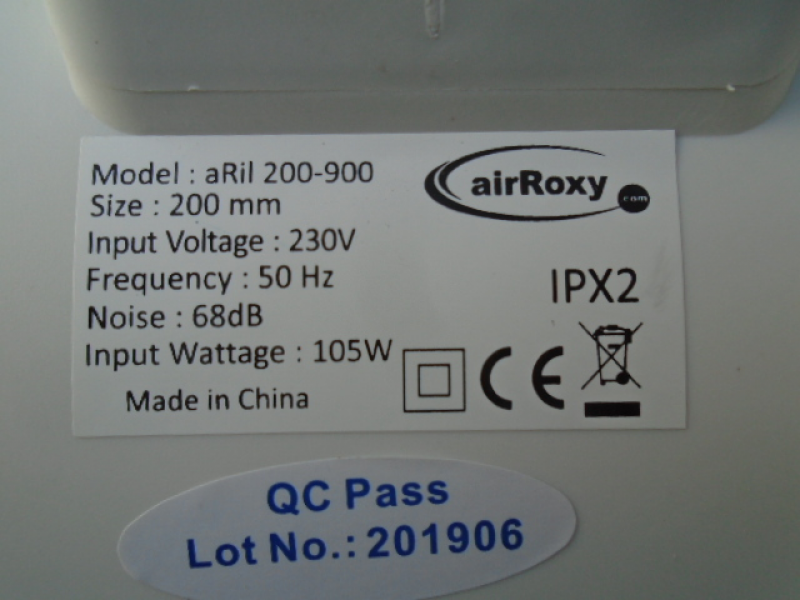 Model : aRil 200-900
Size : 200 mm
Input Voltage : 230V
Frequency : 50 Hz
Noise : 68dB
Input Wattage : 105W
Made in China
airRoxy
.com
IPX2
CE
QC Pass
Lot No.: 201906